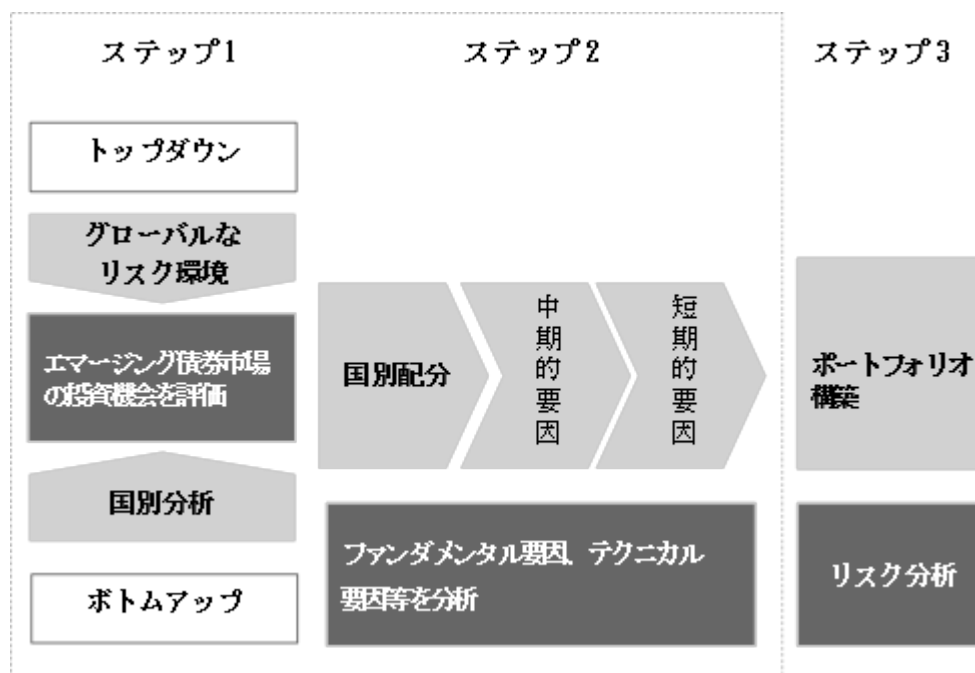 ステップ1
ステップ2
ステップ3
トップダウン
グローバルな
リスク環境
エマージング債券市場
の投資機会を評価
国別分析
ボトムアップ
国別配分
中期的要因
短期的要因
ファンダメンタル要因、テクニカル
要因等を分析
ポートフォリオ
構築
リスク分析